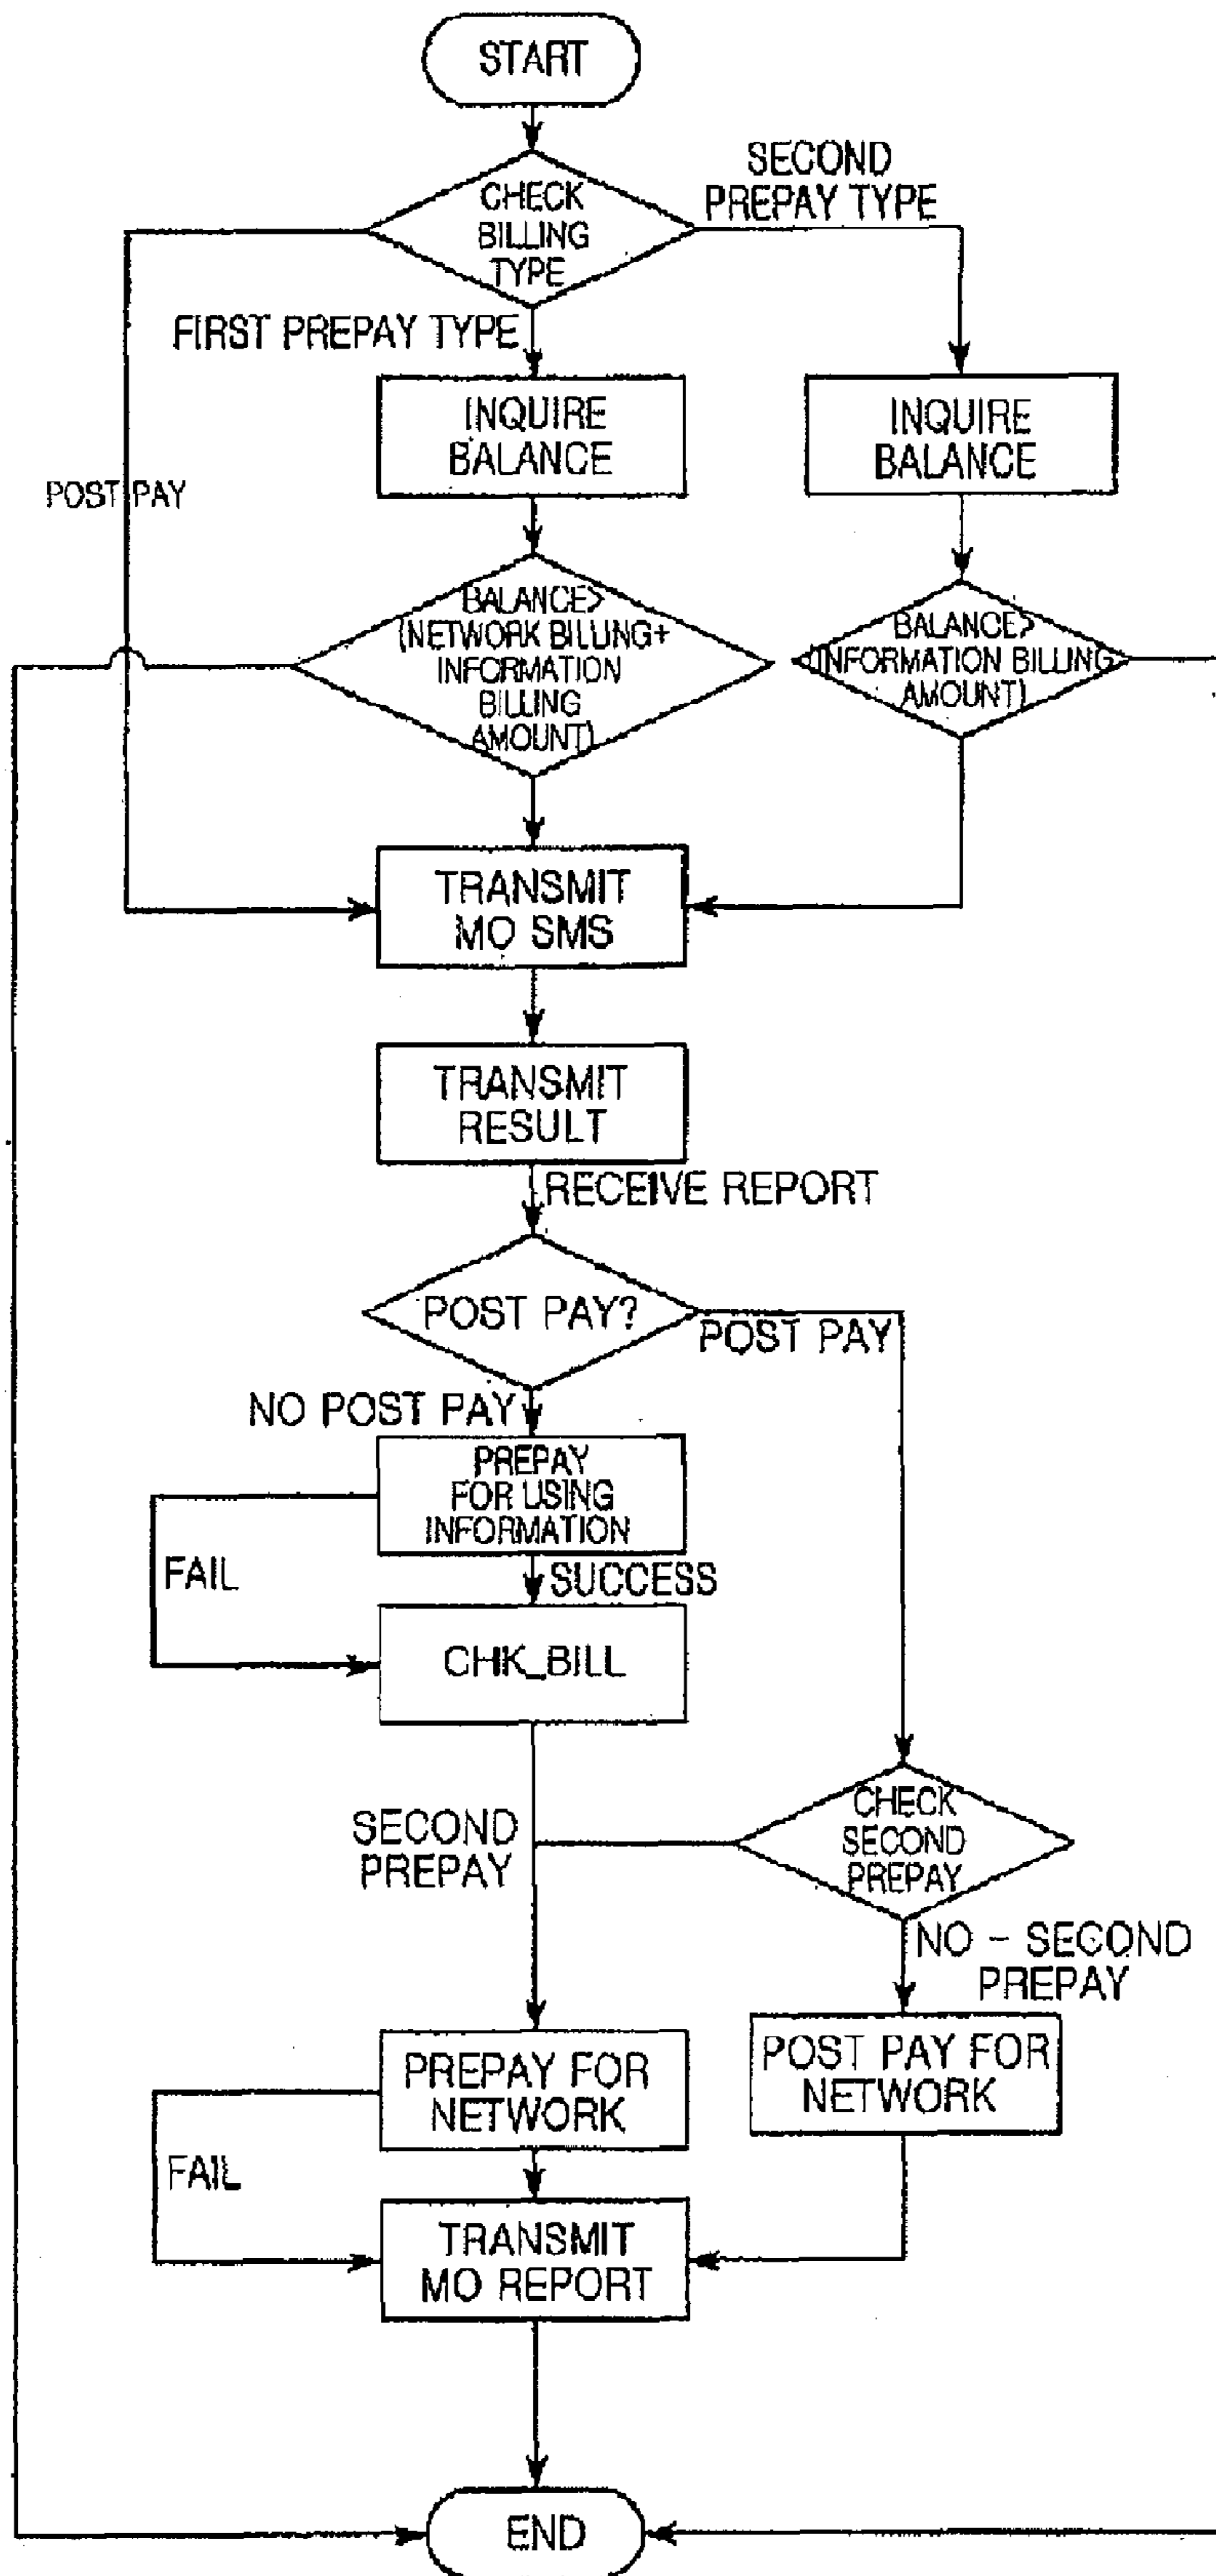 START
CHECK
BILLING
TYPE
SECOND
PREPAY TYPE
FIRST PREPAY TYPE
INQUIRE
BALANCE
INQUIRE
BALANCE
POST PAY
BALANCE>
(NETWORK BILLING+
INFORMATION
BILLING
AMOUNT)
BALANCE>
(INFORMATION BILLING
AMOUNT)
TRANSMIT
MO SMS
TRANSMIT
RESULT
RECEIVE REPORT
POST PAY?
POST PAY
NO POST PAY
PREPAY
FOR USING
INFORMATION
FAIL
SUCCESS
CHK_BILL
SECOND
PREPAY
CHECK
SECOND
PREPAY
NO - SECOND
PREPAY
PREPAY FOR
NETWORK
POST PAY FOR
NETWORK
FAIL
TRANSMIT
MO REPORT
END